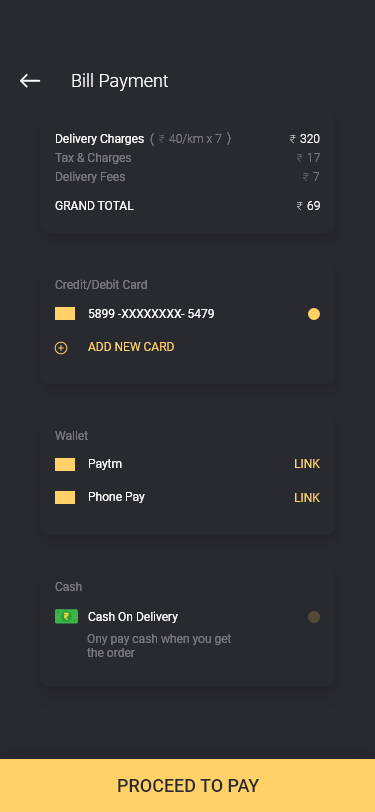 Bill Payment
Delivery Charges ( ₹ 40/km x 7 ) ₹ 320
Tax & Charges ₹ 17
Delivery Fees ₹ 7
GRAND TOTAL ₹ 69
Credit/Debit Card
5899 -XXXXXXXX- 5479
ADD NEW CARD
Wallet
Paytm LINK
Phone Pay LINK
Cash
₹ Cash On Delivery
Ony pay cash when you get
the order
PROCEED TO PAY